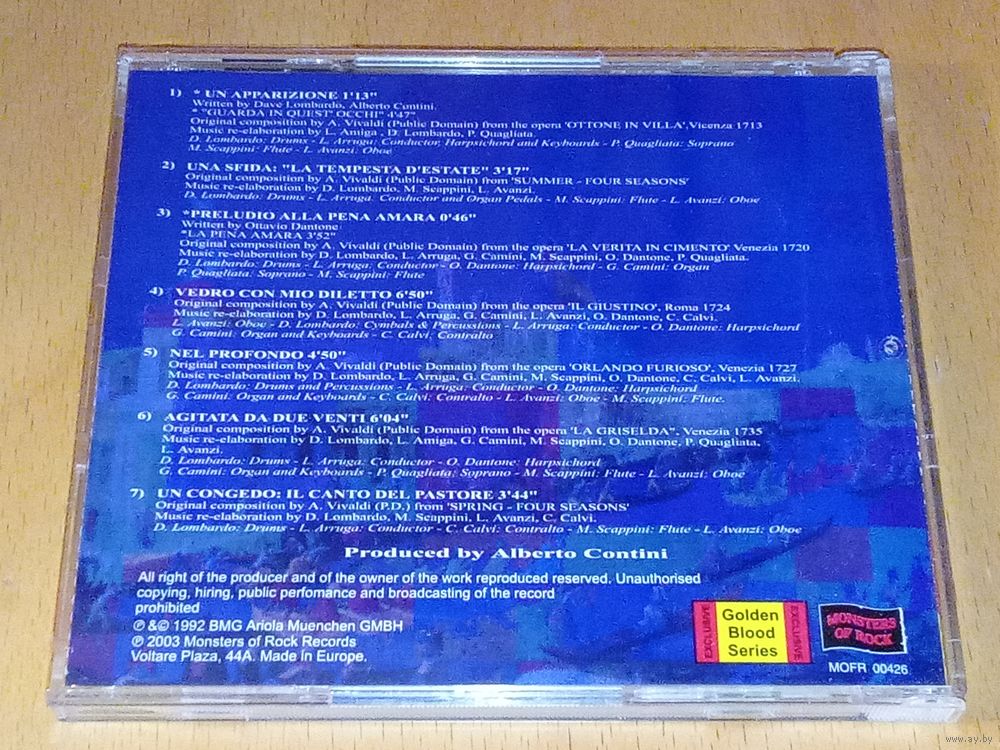 1) * UN APPARIZIONE 1'13"
Written by Dave Lombardo, Alberto Contini.
* "GUARDA IN QUEST' OCCHI" 4'47"
Original composition by A. Vivaldi (Public Domain) from the opera 'OTTONE IN VILLA', Vicenza 1713
Music re-elaboration by L. Amiga , D. Lombardo, P. Quagliata.
D. Lombardo: Drums - L. Arruga: Conductor, Harpsichord and Keyboards - P. Quagliata: Soprano
M. Scappini: Flute - L. Avanzi: Oboe
2) UNA SFIDA: "LA TEMPESTA D'ESTATE" 3'17"
Original composition by A. Vivaldi (Public Domain) from 'SUMMER - FOUR SEASONS'
Music re-elaboration by D. Lombardo, M. Scappini, L. Avanzi.
D. Lombardo: Drums - L. Arruga: Conductor and Organ Pedals - M. Scappini: Flute - L. Avanzi: Oboe
3) *PRELUDIO ALLA PENA AMARA 0'46"
Written by Ottavio Dantone
*LA PENA AMARA 3'52"
Original composition by A. Vivaldi (Public Domain) from the opera 'LA VERITA IN CIMENTO' Venezia 1720
Music re-elaboration by D. Lombardo, L. Arruga, G. Camini, M. Scappini, O. Dantone, P. Quagliata.
D. Lombardo: Drums - L. Arruga: Conductor - O. Dantone: Harpsichord - G. Camini: Organ
P. Quagliata: Soprano - M. Scappini: Flute
4) VEDRO CON MIO DILETTO 6'50"
Original composition by A. Vivaldi (Public Domain) from the opera 'IL GIUSTINO', Roma 1724
Music re-elaboration by D. Lombardo, L. Arruga, G. Camini, L. Avanzi, O. Dantone, C. Calvi.
L. Avanzi: Oboe - D. Lombardo: Cymbals & Percussions - L. Arruga: Conductor - O. Dantone: Harpsichord
G. Camini: Organ and Keyboards - C. Calvi: Contralto
5) NEL PROFONDO 4'50"
Original composition by A. Vivaldi (Public Domain) from the opera 'ORLANDO FURIOSO', Venezia 1727
Music re-elaboration by D. Lombardo, L. Arruga, G. Camini, M. Scappini, O. Dantone, C. Calvi, L. Avanzi.
D. Lombardo: Drums and Percussions - L. Arruga: Conductor - O. Dantone: Harpsichord
G. Camini: Organ and Keyboards - C. Calvi: Contralto - L. Avanzi: Oboe - M. Scappini: Flute.
6) AGITATA DA DUE VENTI 6'04"
Original composition by A. Vivaldi (Public Domain) from the opera 'LA GRISELDA", Venezia 1735
Music re-elaboration by D. Lombardo, L. Amiga, G. Camini, M. Scappini, O. Dantone, P. Quagliata,
L. Avanzi.
D. Lombardo: Drums - L. Arruga: Conductor - O. Dantone: Harpsichord
G. Camini: Organ and Keyboards - P. Quagliata: Soprano - M. Scappini: Flute - L. Avanzi: Oboe
7) UN CONGEDO: IL CANTO DEL PASTORE 3'44"
Original composition by A. Vivaldi (P.D.) from 'SPRING - FOUR SEASONS'
Music re-elaboration by D. Lombardo, M. Scappini, L. Avanzi, C. Calvi.
D. Lombardo: Drums - L. Arruga: Conductor - C. Calvi: Contralto - M. Scappini: Flute - L. Avanzi: Oboe
Produced by Alberto Contini
All right of the producer and of the owner of the work reproduced reserved. Unauthorised
copying, hiring, public perfomance and broadcasting of the record
prohibited
℗ &© 1992 BMG Ariola Muenchen GMBH
℗ 2003 Monsters of Rock Records
Voltare Plaza, 44A. Made In Europe.
EXCLUSIVE
Golden
Blood
Series
EXCLUSIVE
MONSTERS
OF ROCK
MOFR 00426
www.ay.by